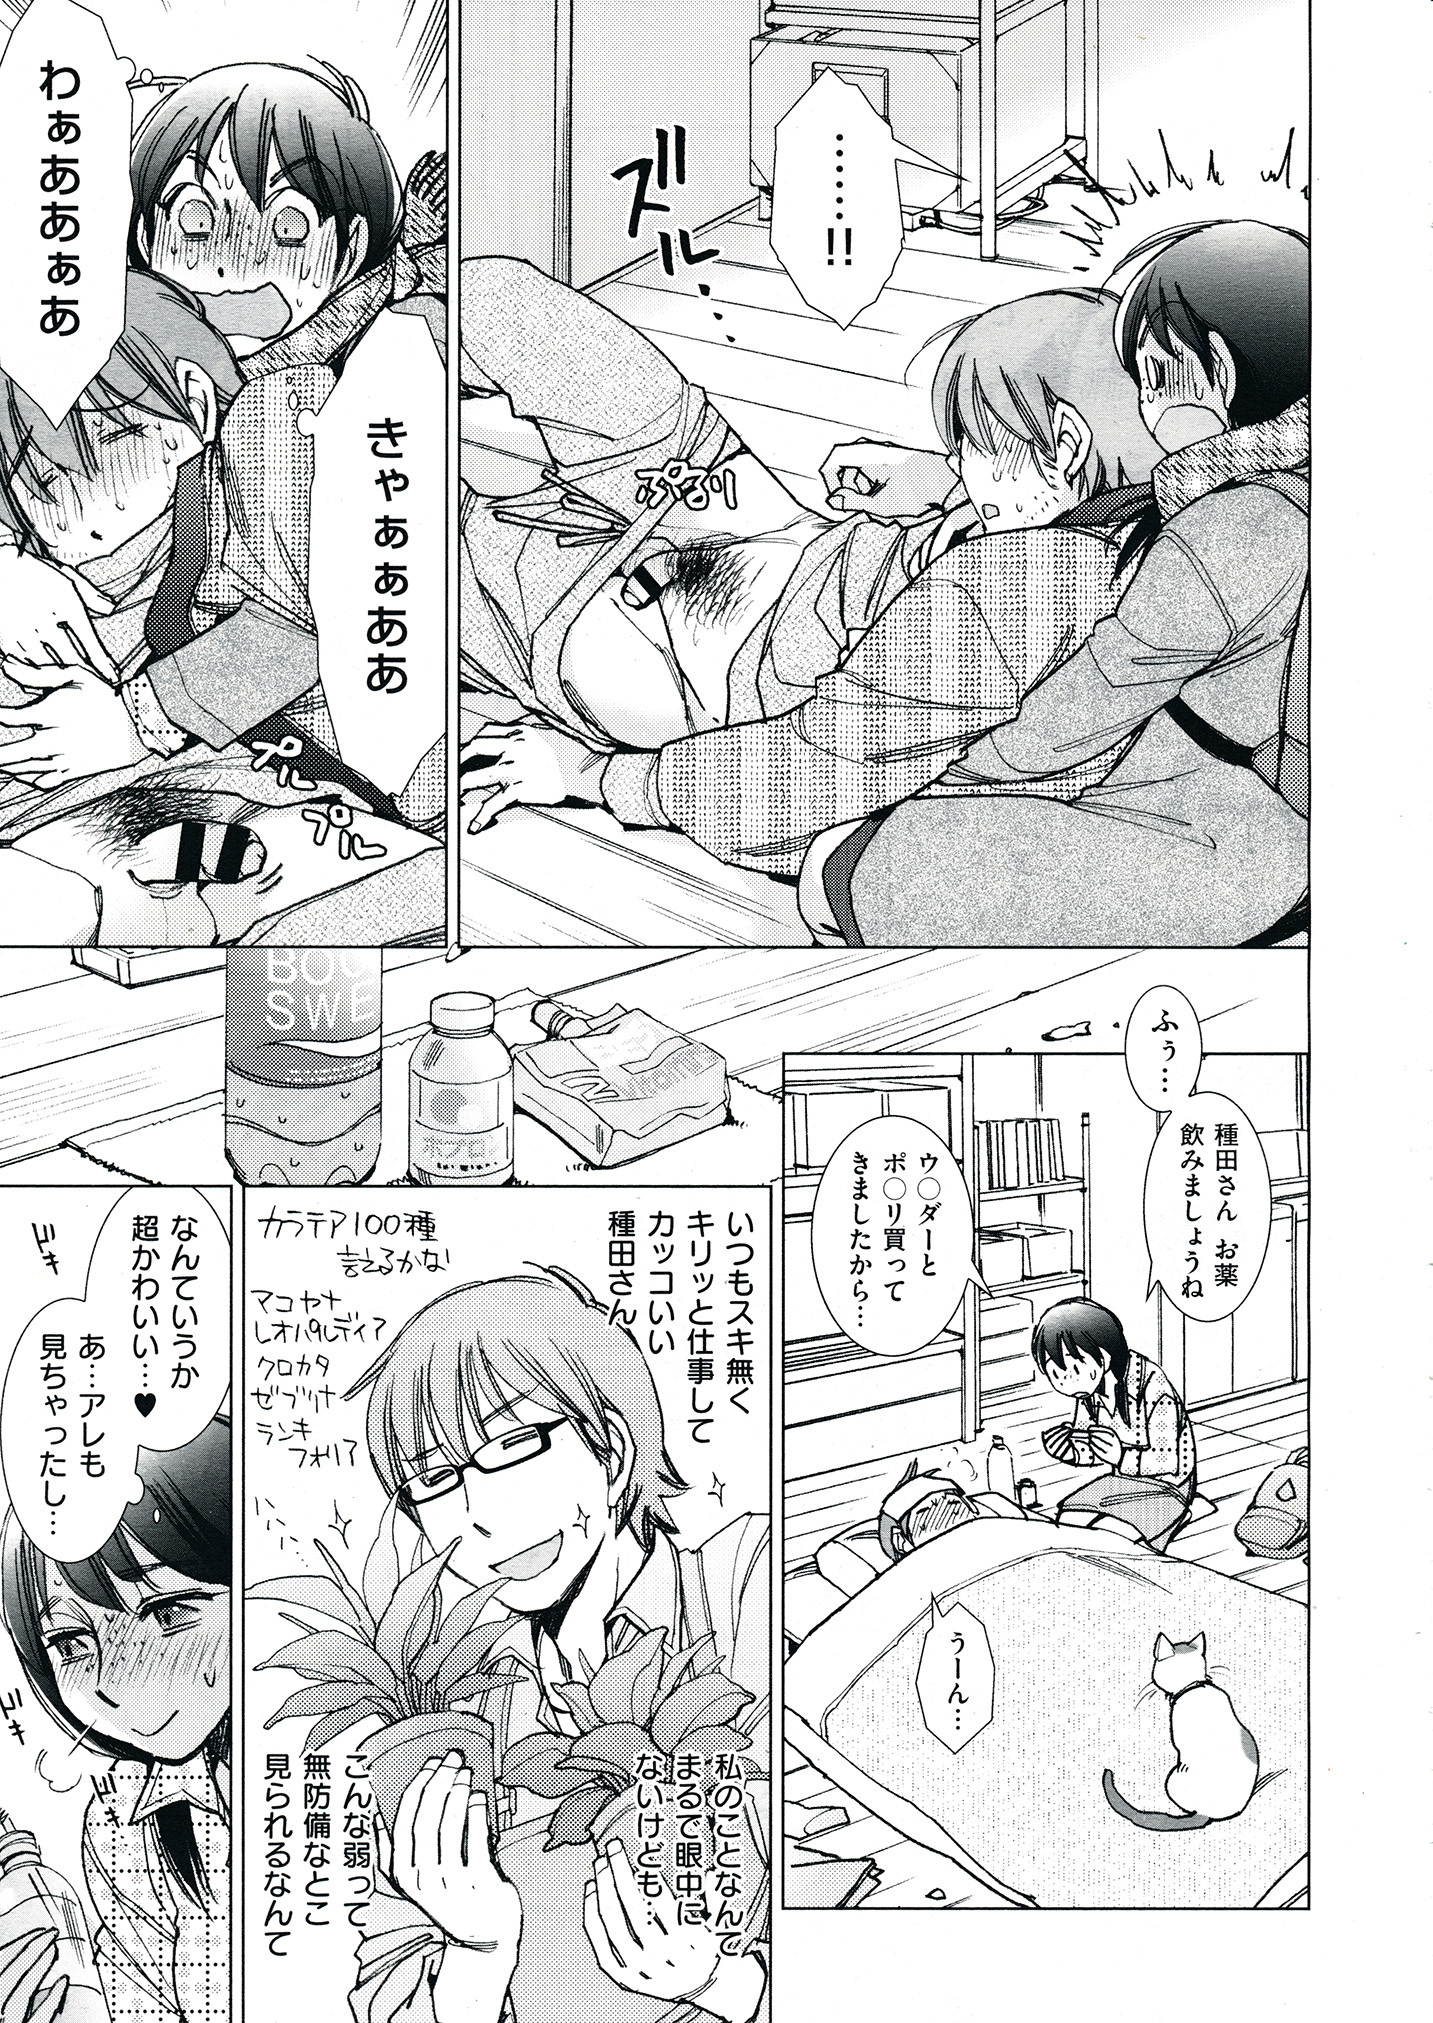 ……!!
ズルル…
ぷるり
わぁあああぁあ
きゃぁぁああ
プルル
プルル
BOC
SWE
ふぅ…
種田さん お薬
飲みましょうね
ウ○ダーと
ポ○リ買って
きましたから…
うーん…
いつもスキ無く
キリッと仕事して
カッコいい
種田さん
カラテア100種
言えるかな
マコヤナ
レオパルディア
クロカタ
ゼブリナ
ランキ
フォリア
私のことなんて
まるで眼中に
ないけども…
こんな弱って
無防備なとこ
見られるなんて
なんていうか
超かわいい…♥
あ…アレも
見ちゃったし…
ドキ
ドキ
ドキ